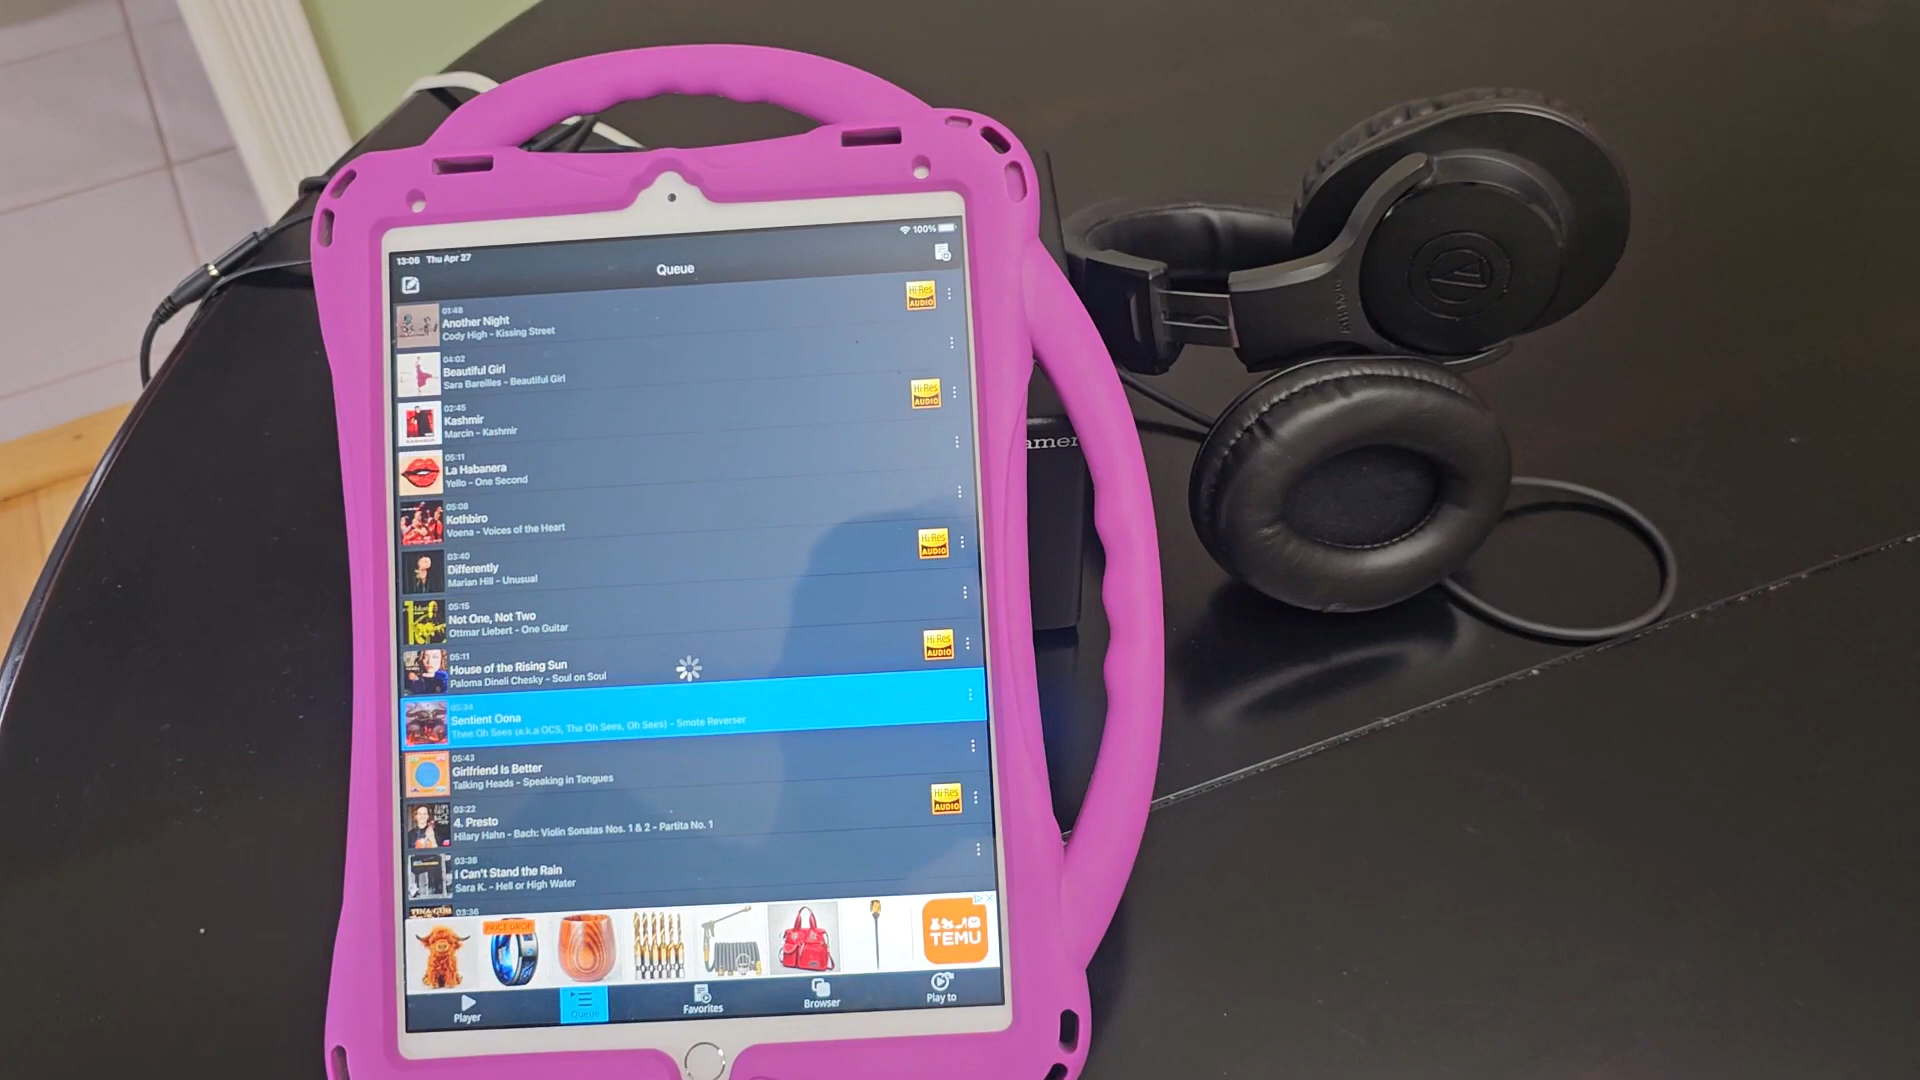 13:06 Thu Apr 27
100%
Queue
01:48
Another Night
Cody High - Kissing Street
Hi-Res
AUDIO
04:02
Beautiful Girl
Sara Bareilles - Beautiful Girl
02:45
Kashmir
Marcin - Kashmir
Hi-Res
AUDIO
05:11
La Habanera
Yello - One Second
05:08
Kothbiro
Voena - Voices of the Heart
03:40
Differently
Marian Hill - Unusual
Hi-Res
AUDIO
05:15
Not One, Not Two
Ottmar Liebert - One Guitar
05:11
House of the Rising Sun
Paloma Dineli Chesky - Soul on Soul
Hi-Res
AUDIO
05:34
Sentient Oona
Thee Oh Sees (a.k.a OCS, The Oh Sees, Oh Sees) - Smote Reverser
05:43
Girlfriend Is Better
Talking Heads - Speaking in Tongues
03:22
4. Presto
Hilary Hahn - Bach: Violin Sonatas Nos. 1 & 2 - Partita No. 1
Hi-Res
AUDIO
03:38
I Can't Stand the Rain
Sara K. - Hell or High Water
03:36
PRICE DROP
TEMU
Player
Queue
Favorites
Browser
Play to
amer